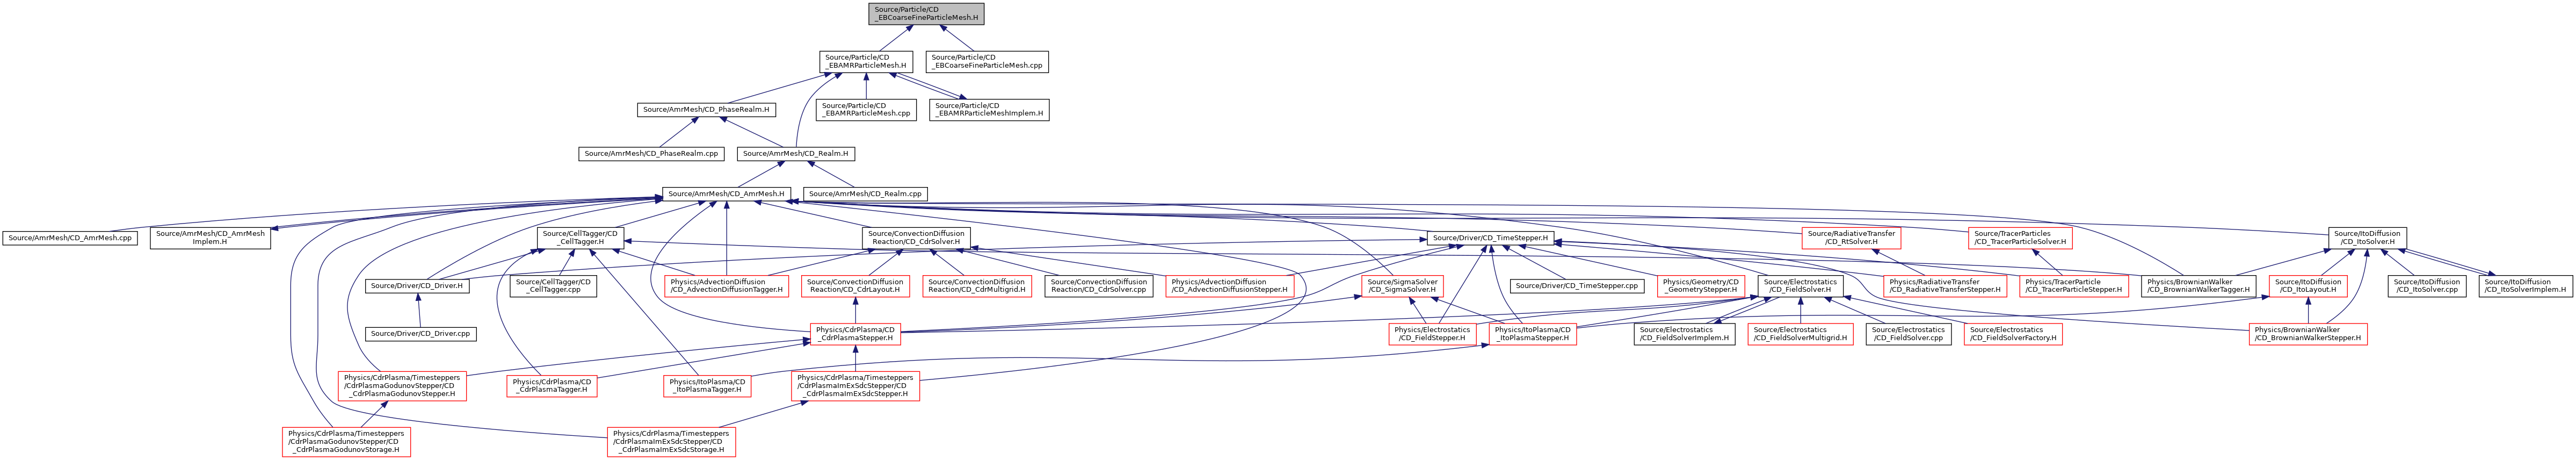 Source/Particle/CD
_EBCoarseFineParticleMesh.H
Source/Particle/CD
_EBAMRParticleMesh.H
Source/Particle/CD
_EBCoarseFineParticleMesh.cpp
Source/AmrMesh/CD_PhaseRealm.H
Source/Particle/CD
_EBAMRParticleMesh.cpp
Source/Particle/CD
_EBAMRParticleMeshImplem.H
Source/AmrMesh/CD_PhaseRealm.cpp
Source/AmrMesh/CD_Realm.H
Source/AmrMesh/CD_AmrMesh.H
Source/AmrMesh/CD_Realm.cpp
Source/AmrMesh/CD_AmrMesh.cpp
Source/AmrMesh/CD_AmrMesh
Implem.H
Source/CellTagger/CD
_CellTagger.H
Source/ConvectionDiffusion
Reaction/CD_CdrSolver.H
Source/Driver/CD_TimeStepper.H
Source/RadiativeTransfer
/CD_RtSolver.H
Source/TracerParticles
/CD_TracerParticleSolver.H
Source/ItoDiffusion
/CD_ItoSolver.H
Source/Driver/CD_Driver.H
Source/CellTagger/CD
_CellTagger.cpp
Physics/AdvectionDiffusion
/CD_AdvectionDiffusionTagger.H
Source/ConvectionDiffusion
Reaction/CD_CdrLayout.H
Source/ConvectionDiffusion
Reaction/CD_CdrMultigrid.H
Source/ConvectionDiffusion
Reaction/CD_CdrSolver.cpp
Physics/AdvectionDiffusion
/CD_AdvectionDiffusionStepper.H
Source/SigmaSolver
/CD_SigmaSolver.H
Source/Driver/CD_TimeStepper.cpp
Physics/Geometry/CD
_GeometryStepper.H
Source/Electrostatics
/CD_FieldSolver.H
Physics/RadiativeTransfer
/CD_RadiativeTransferStepper.H
Physics/TracerParticle
/CD_TracerParticleStepper.H
Physics/BrownianWalker
/CD_BrownianWalkerTagger.H
Source/ItoDiffusion
/CD_ItoLayout.H
Source/ItoDiffusion
/CD_ItoSolver.cpp
Source/ItoDiffusion
/CD_ItoSolverImplem.H
Source/Driver/CD_Driver.cpp
Physics/CdrPlasma/CD
_CdrPlasmaStepper.H
Physics/Electrostatics
/CD_FieldStepper.H
Physics/ItoPlasma/CD
_ItoPlasmaStepper.H
Source/Electrostatics
/CD_FieldSolverImplem.H
Source/Electrostatics
/CD_FieldSolverMultigrid.H
Source/Electrostatics
/CD_FieldSolver.cpp
Source/Electrostatics
/CD_FieldSolverFactory.H
Physics/BrownianWalker
/CD_BrownianWalkerStepper.H
Physics/CdrPlasma/Timesteppers
/CdrPlasmaGodunovStepper/CD
_CdrPlasmaGodunovStepper.H
Physics/CdrPlasma/CD
_CdrPlasmaTagger.H
Physics/ItoPlasma/CD
_ItoPlasmaTagger.H
Physics/CdrPlasma/Timesteppers
/CdrPlasmaImExSdcStepper/CD
_CdrPlasmaImExSdcStepper.H
Physics/CdrPlasma/Timesteppers
/CdrPlasmaGodunovStepper/CD
_CdrPlasmaGodunovStorage.H
Physics/CdrPlasma/Timesteppers
/CdrPlasmaImExSdcStepper/CD
_CdrPlasmaImExSdcStorage.H